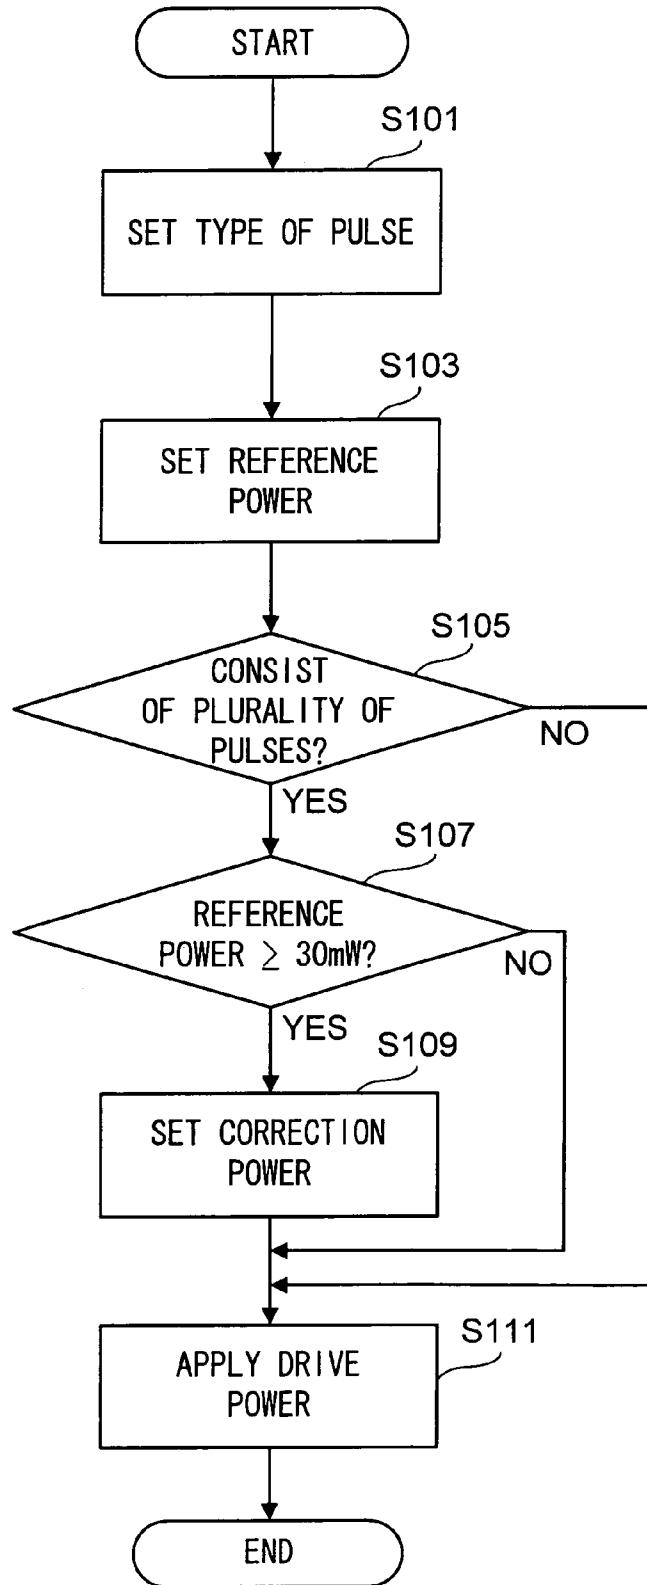 START
S101
SET TYPE OF PULSE
S103
SET REFERENCE
POWER
S105
CONSIST
OF PLURALITY OF
PULSES?
NO
YES
S107
REFERENCE
POWER ≥ 30mW?
NO
YES
S109
SET CORRECTION
POWER
S111
APPLY DRIVE
POWER
END